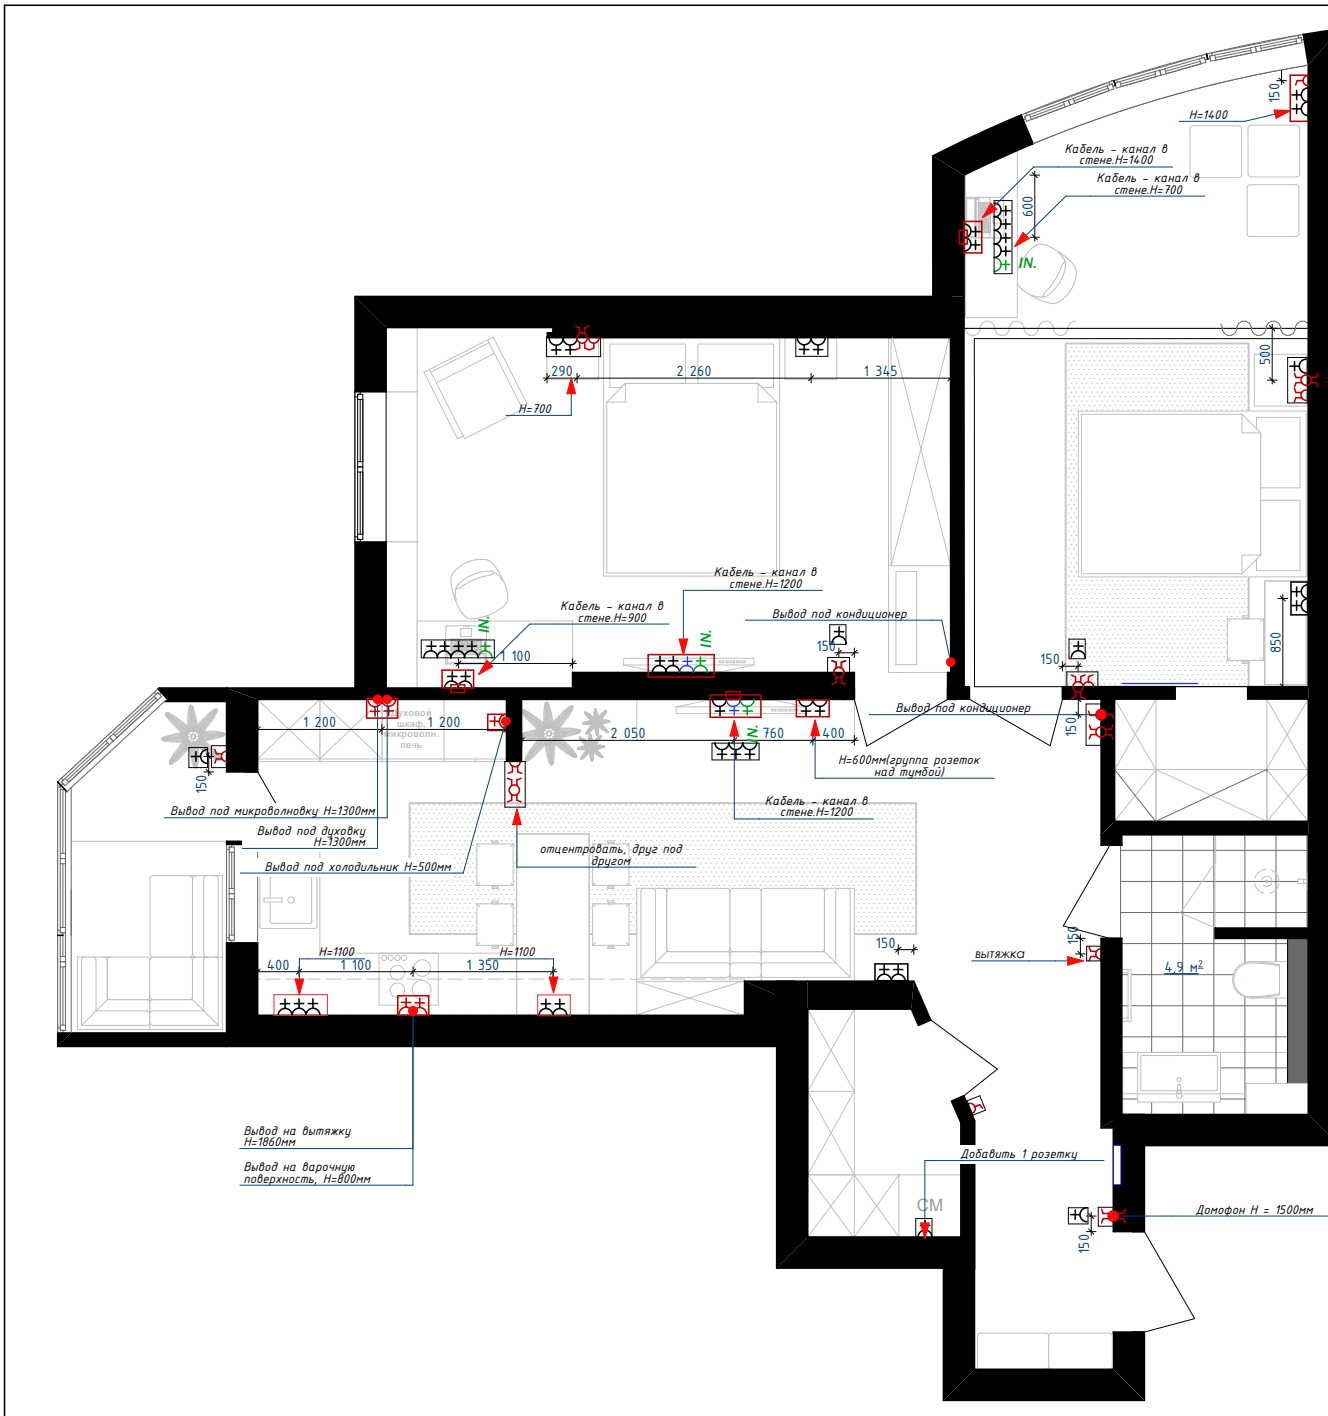 150
H=1400
Кабель - канал в
стене.H=1400
Кабель - канал в
стене.H=700
600
IN.
500
290
2 260
1 345
H=700
Кабель - канал в
стене.H=1200
Кабель - канал в
стене.H=900
IN.
IN.
Вывод под кондиционер
150
1 100
850
150
Вывод под кондиционер
150
1 200
1 200
духовой
шкаф,
микроволн.
печь
2 050
IN.
760
400
H=600мм(группа розеток
над тумбой)
150
Вывод под микроволновку H=1300мм
Кабель - канал в
стене.H=1200
Вывод под духовку
H=1300мм
отцентровать, друг под
другом
Вывод под холодильник H=500мм
H=1100
H=1100
400
1 100
1 350
150
150
вытяжка
4,9 м2
Вывод на вытяжку
H=1860мм
Вывод на варочную
поверхность, H=800мм
Добавить 1 розетку
СМ
Домофон H = 1500мм
150